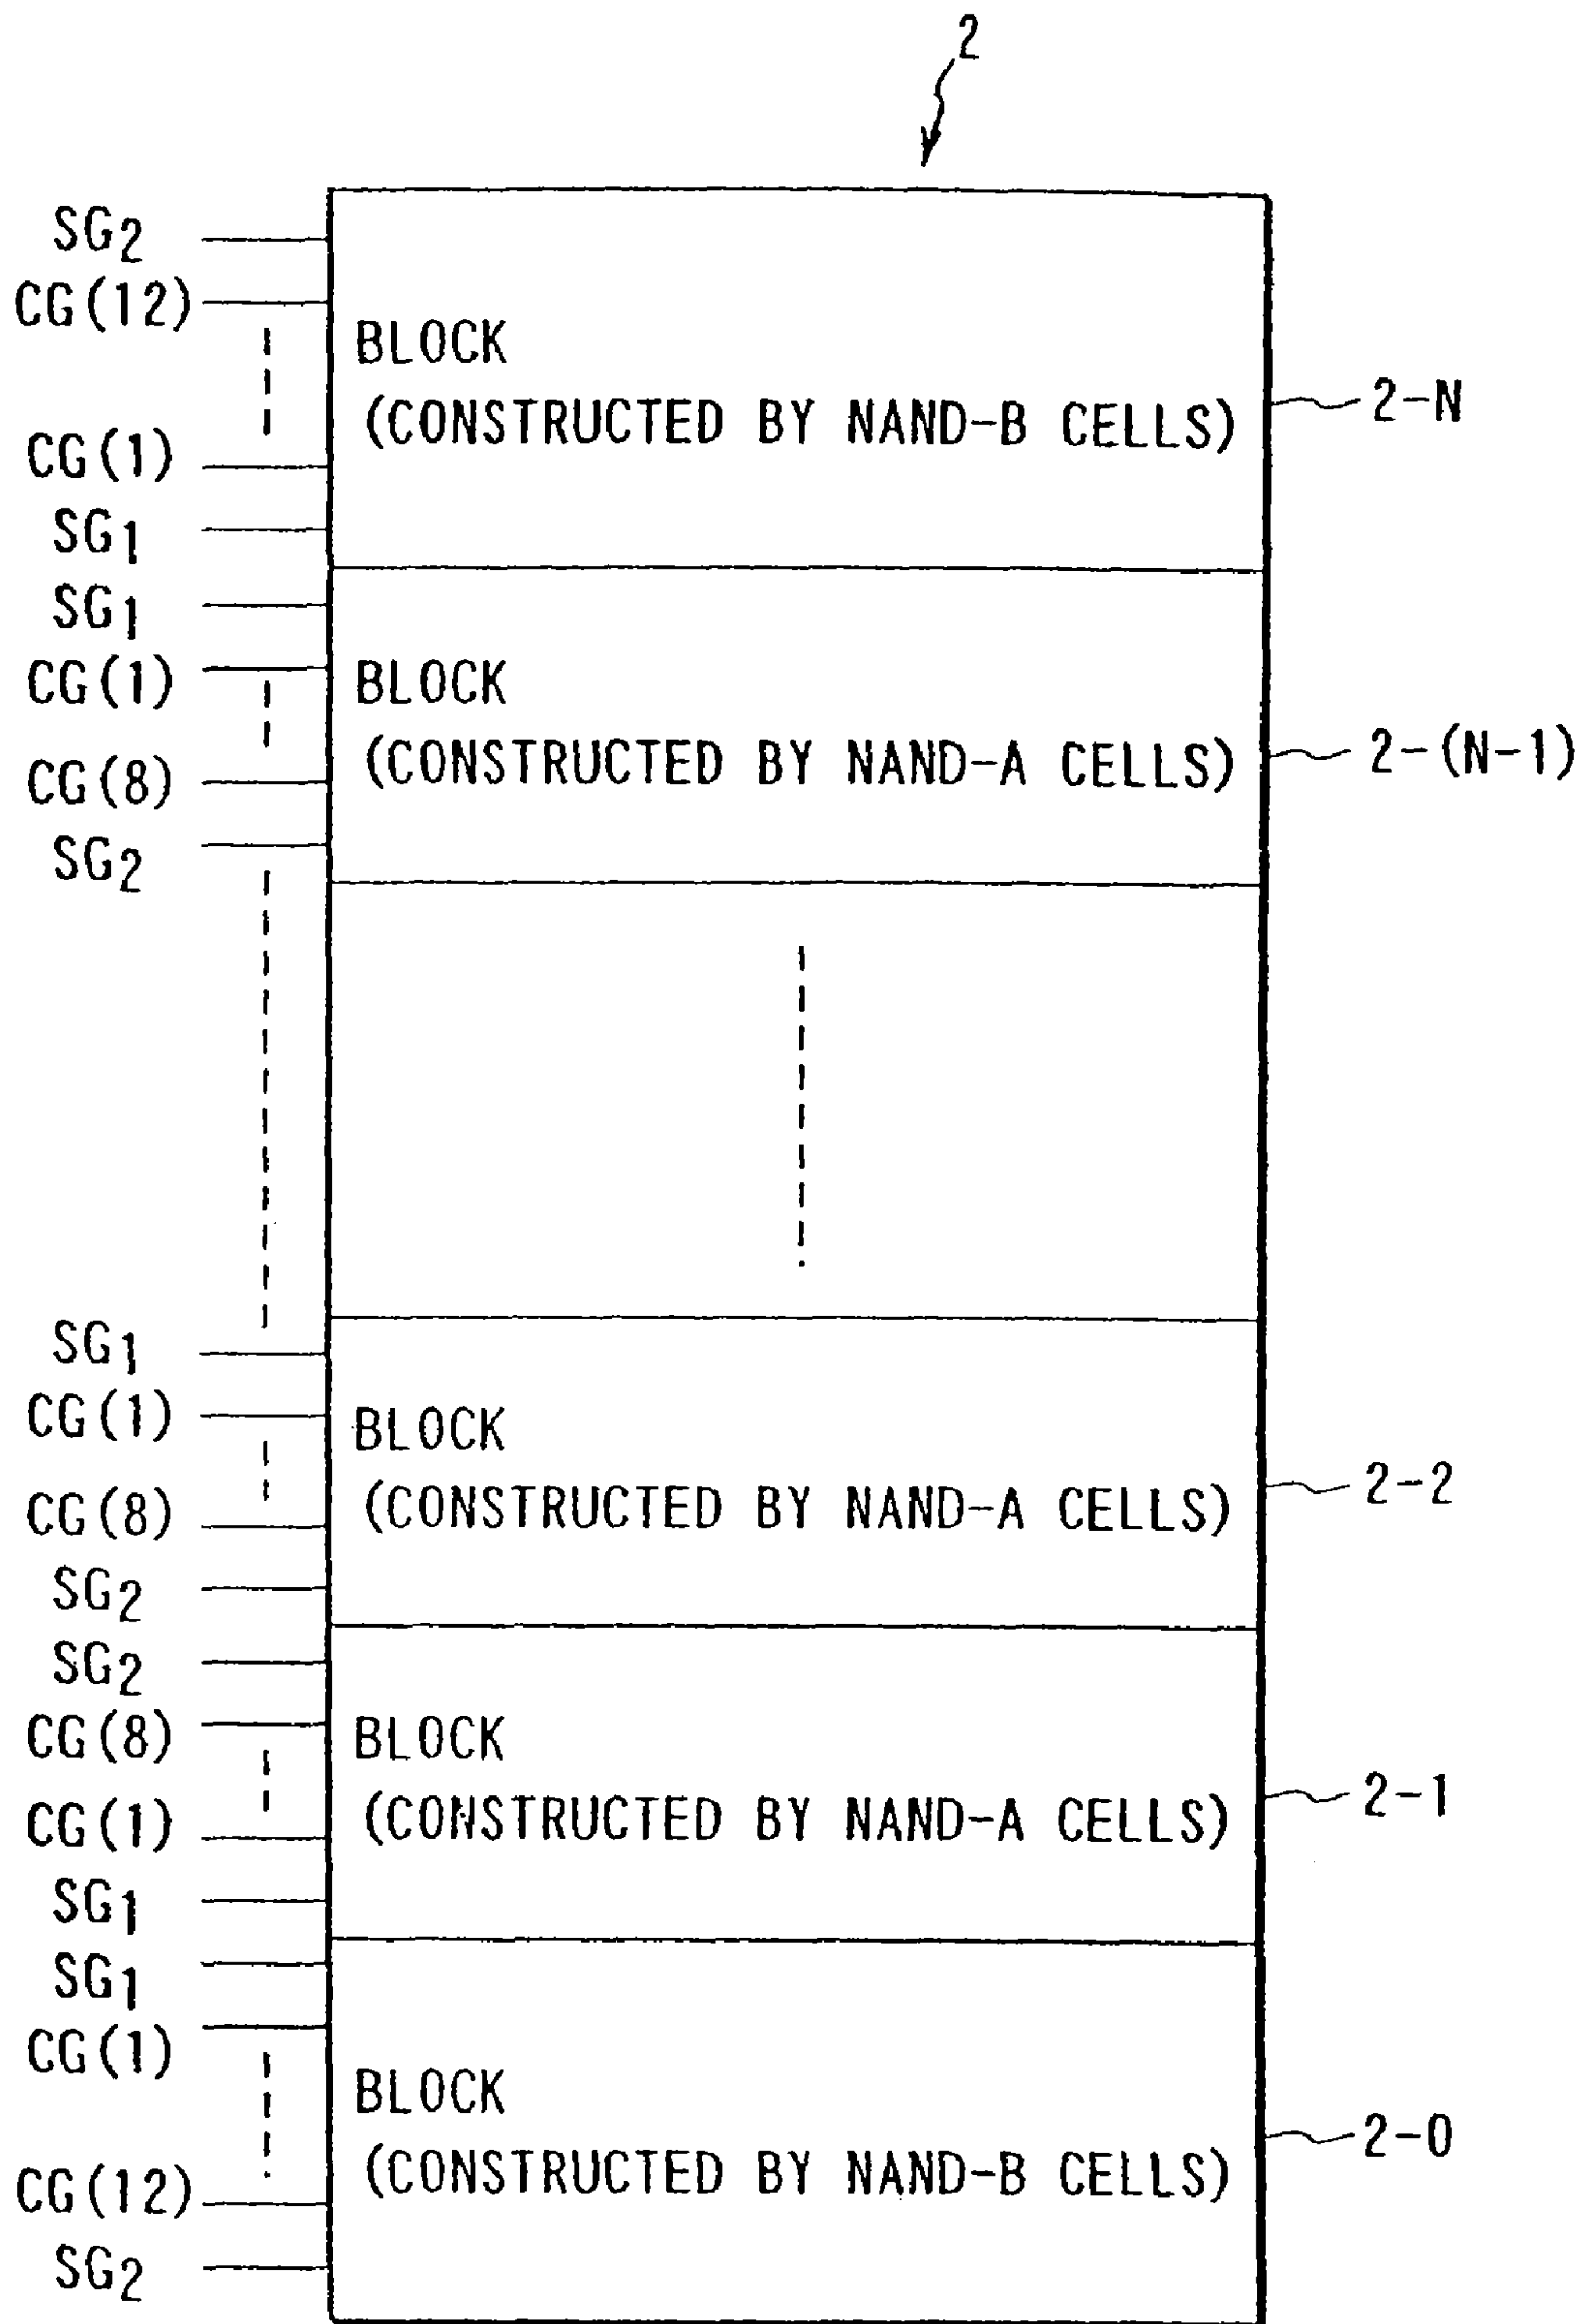 2
SG2
CG(12)
BLOCK
(CONSTRUCTED BY NAND-B CELLS)
2-N
CG(1)
SG1
SG1
CG(1)
BLOCK
(CONSTRUCTED BY NAND-A CELLS)
2-(N-1)
CG(8)
SG2
SG1
CG(1)
BLOCK
(CONSTRUCTED BY NAND-A CELLS)
2-2
CG(8)
SG2
SG2
CG(8)
BLOCK
(CONSTRUCTED BY NAND-A CELLS)
2-1
CG(1)
SG1
SG1
CG(1)
BLOCK
(CONSTRUCTED BY NAND-B CELLS)
2-0
CG(12)
SG2